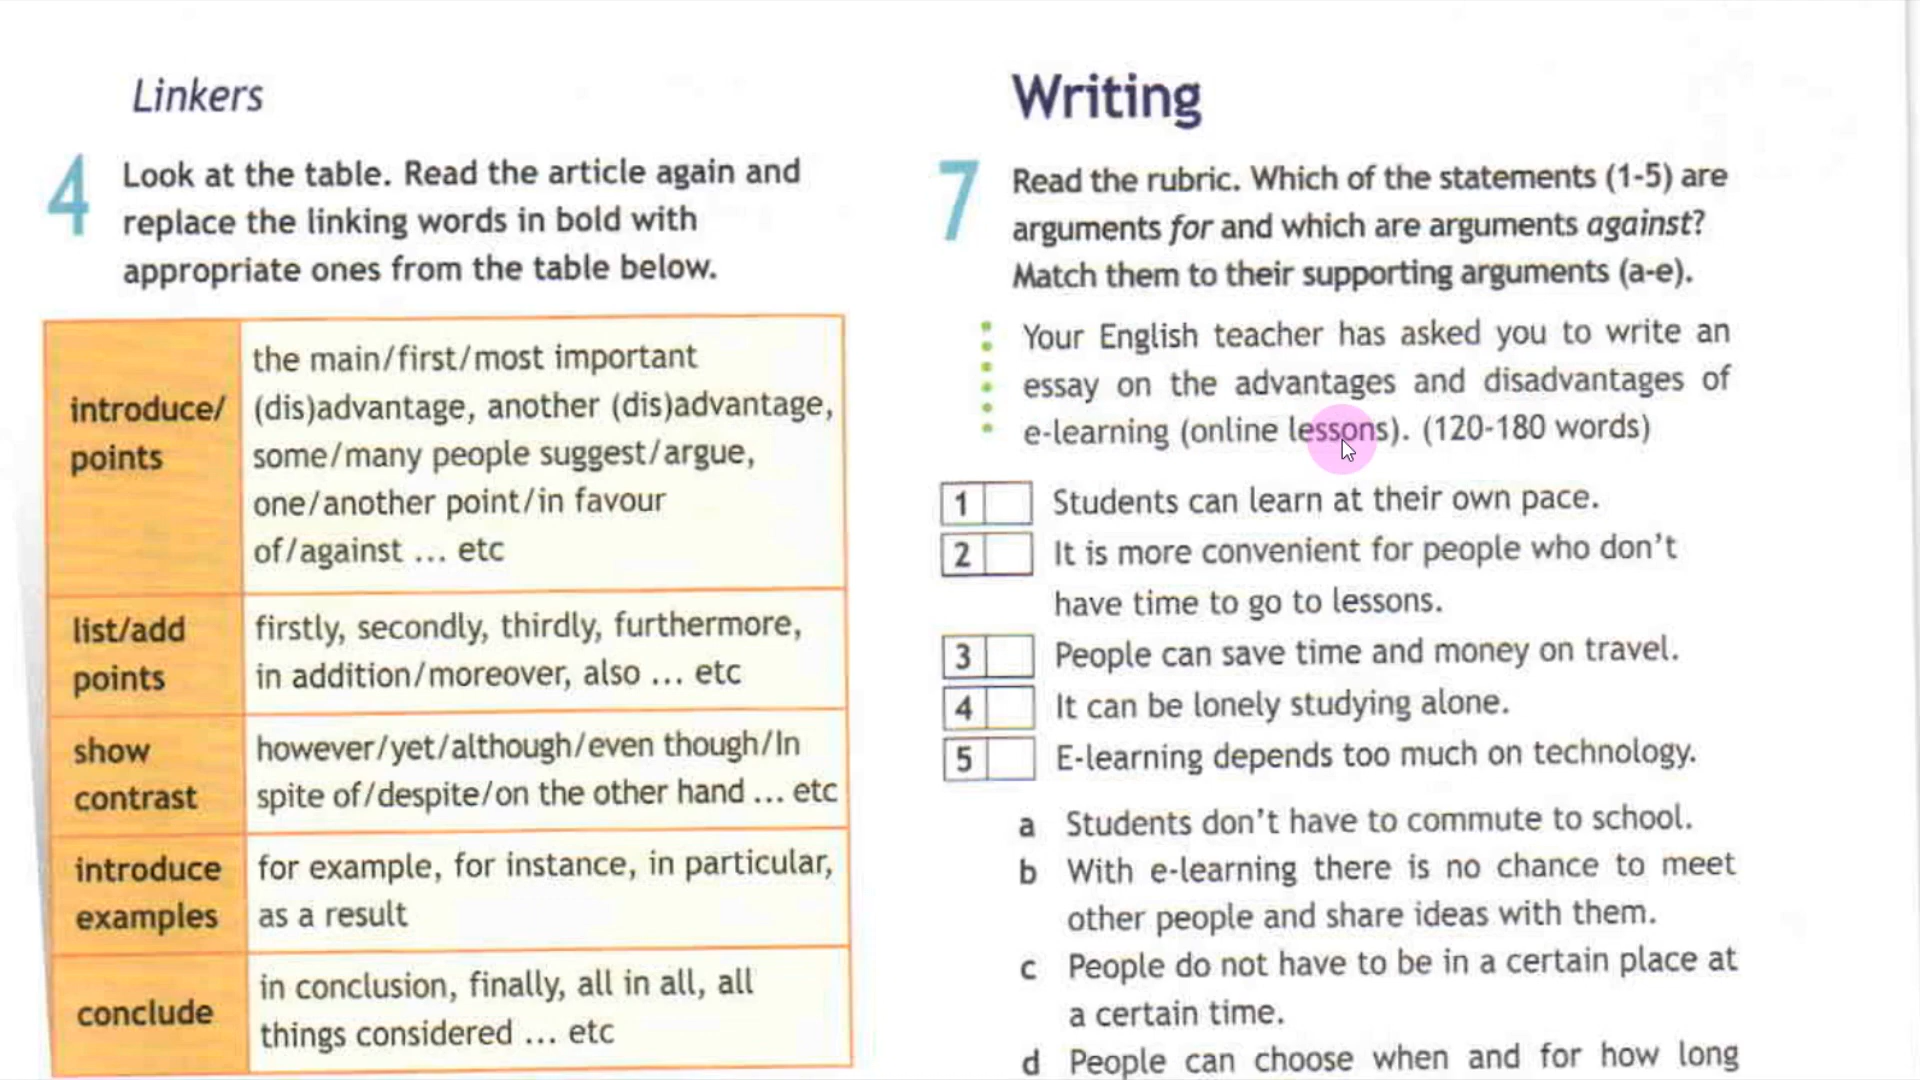 Linkers
4
Look at the table. Read the article again and
replace the linking words in bold with
appropriate ones from the table below.
introduce/
points
the main/first/most important
(dis)advantage, another (dis)advantage,
some/many people suggest/argue,
one/another point/in favour
of/against ... etc
list/add
points
firstly, secondly, thirdly, furthermore,
in addition/moreover, also ... etc
show
contrast
however/yet/although/even though/In
spite of/despite/on the other hand ... etc
introduce
examples
for example, for instance, in particular,
as a result
conclude
in conclusion, finally, all in all, all
things considered ... etc
Writing
7
Read the rubric. Which of the statements (1-5) are
arguments for and which are arguments against?
Match them to their supporting arguments (a-e).
Your English teacher has asked you to write an
essay on the advantages and disadvantages of
e-learning (online lessons). (120-180 words)
1 Students can learn at their own pace.
2 It is more convenient for people who don't
have time to go to lessons.
3 People can save time and money on travel.
4 It can be lonely studying alone.
5 E-learning depends too much on technology.
a Students don't have to commute to school.
b With e-learning there is no chance to meet
other people and share ideas with them.
c People do not have to be in a certain place at
a certain time.
d People can choose when and for how long